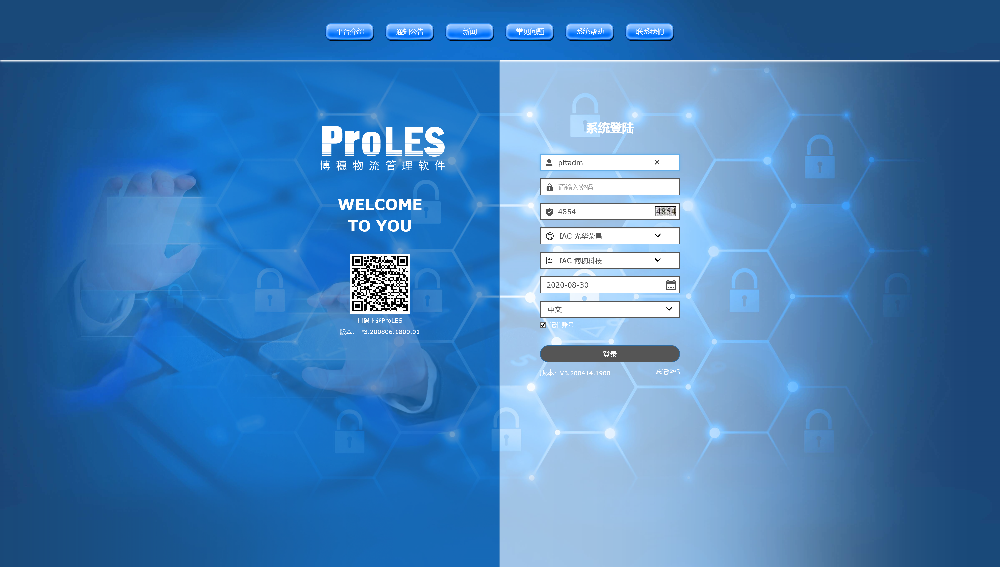 平台介绍
通知公告
新闻
常见问题
系统帮助
联系我们
ProLES
博穗物流管理软件
WELCOME
TO YOU
扫码下载ProLES
版本： P3.200806.1800.01
系统登陆
pftadm
请输入密码
4854
4854
IAC 光华荣昌
IAC 博穗科技
2020-08-30
中文
记住账号
登录
版本：V3.200414.1900
忘记密码